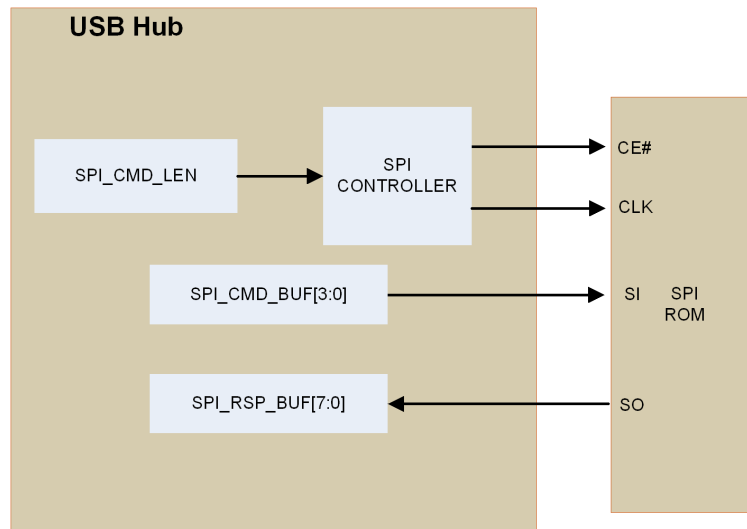 USB Hub
SPI_CMD_LEN
SPI
CONTROLLER
CE#
CLK
SPI_CMD_BUF[3:0]
SI
SPI
ROM
SPI_RSP_BUF[7:0]
SO